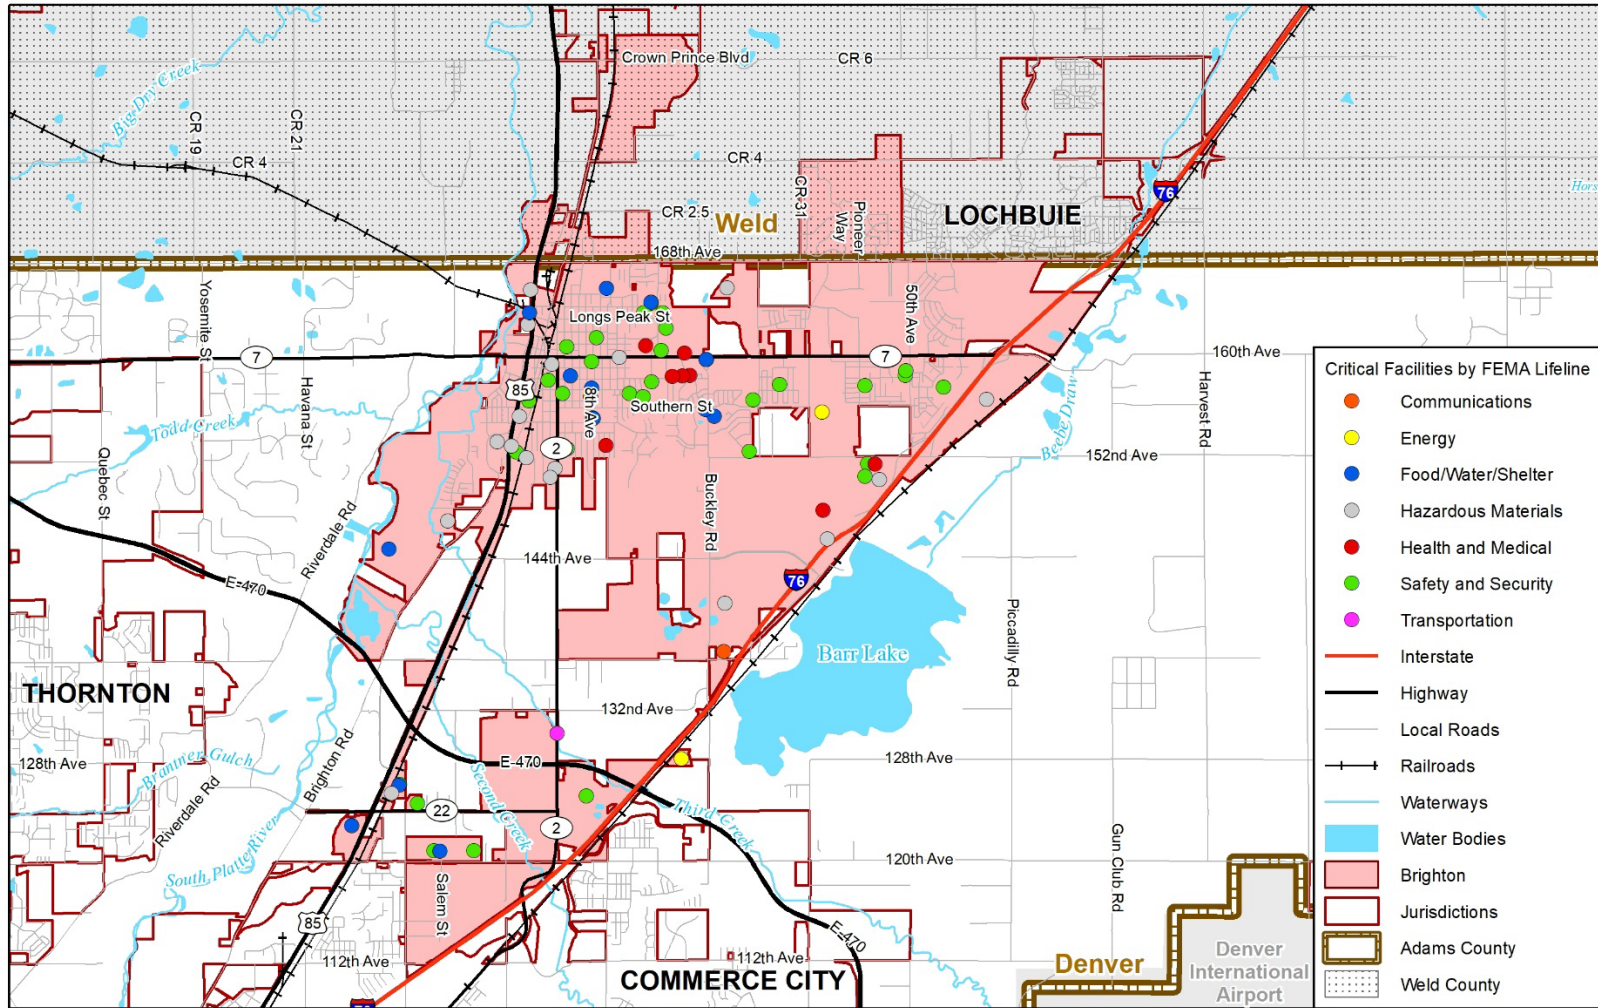 Crown Prince Blvd
CR 6
Big Dry Creek
CR 19
CR 21
CR 4
CR 4
76
CR 2.5
CR 31
Pioneer
Way
LOCHBUIE
Weld
168th Ave
Yosemite St
50th Ave
Longs Peak St
7
7
160th Ave
Havana St
85
8th Ave
Southern St
Harvest Rd
Todd Creek
Beebe Draw
2
152nd Ave
Quebec St
Buckley Rd
Riverdale Rd
144th Ave
E-470
76
Barr Lake
Piccadilly Rd
THORNTON
132nd Ave
Brighton Rd
128th Ave
Brantner Gulch
E-470
128th Ave
Second Creek
Third Creek
Riverdale Rd
22
2
South Platte River
120th Ave
Gun Club Rd
Salem St
85
E-470
112th Ave
112th Ave
COMMERCE CITY
Denver
Denver
International
Airport
Critical Facilities by FEMA Lifeline
Communications
Energy
Food/Water/Shelter
Hazardous Materials
Health and Medical
Safety and Security
Transportation
Interstate
Highway
Local Roads
Railroads
Waterways
Water Bodies
Brighton
Jurisdictions
Adams County
Weld County